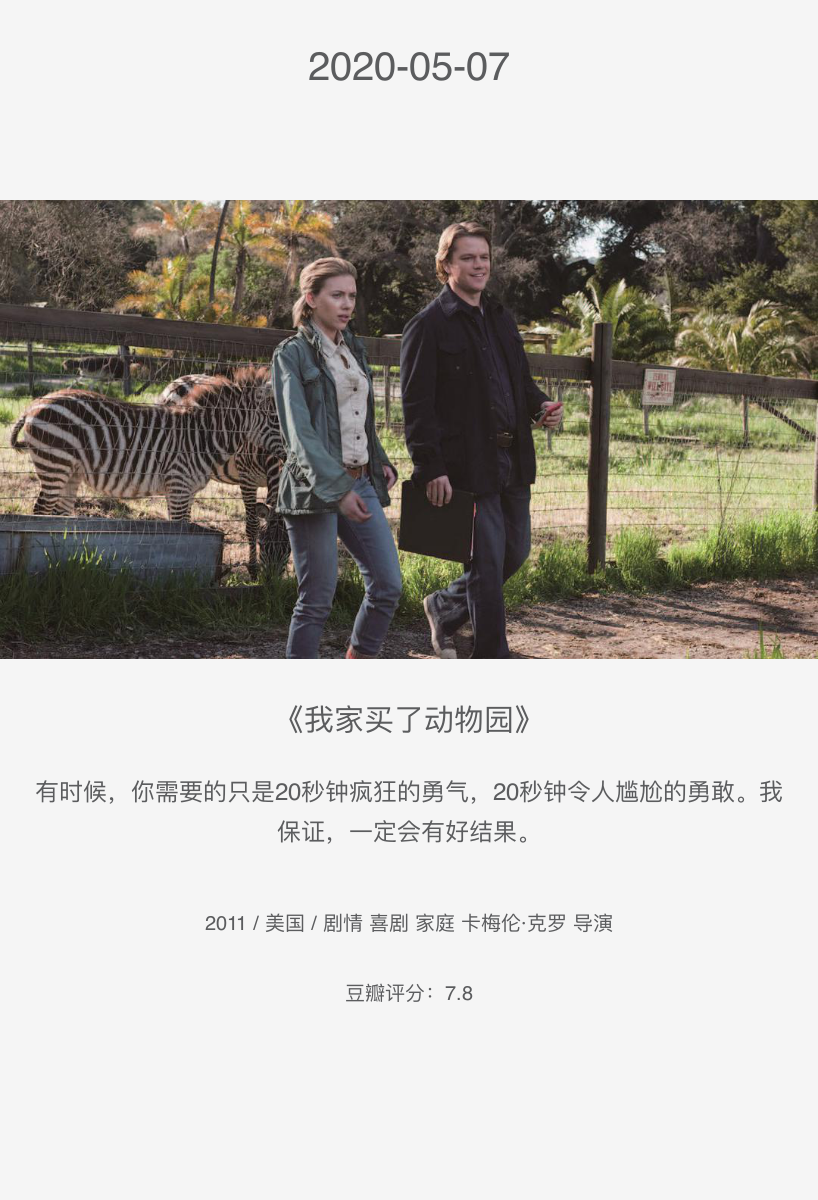 2020-05-07
《我家买了动物园》
有时候，你需要的只是20秒钟疯狂的勇气，20秒钟令人尴尬的勇敢。我
保证，一定会有好结果。
2011 / 美国 / 剧情 喜剧 家庭 卡梅伦·克罗 导演
豆瓣评分：7.8